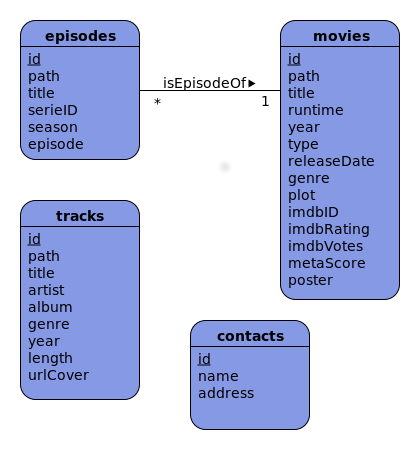 episodes
id
path
title
serieID
season
episode
isEpisodeOf
*
1
movies
id
path
title
runtime
year
type
releaseDate
genre
plot
imdbID
imdbRating
imdbVotes
metaScore
poster
tracks
id
path
title
artist
album
genre
year
length
urlCover
contacts
id
name
address